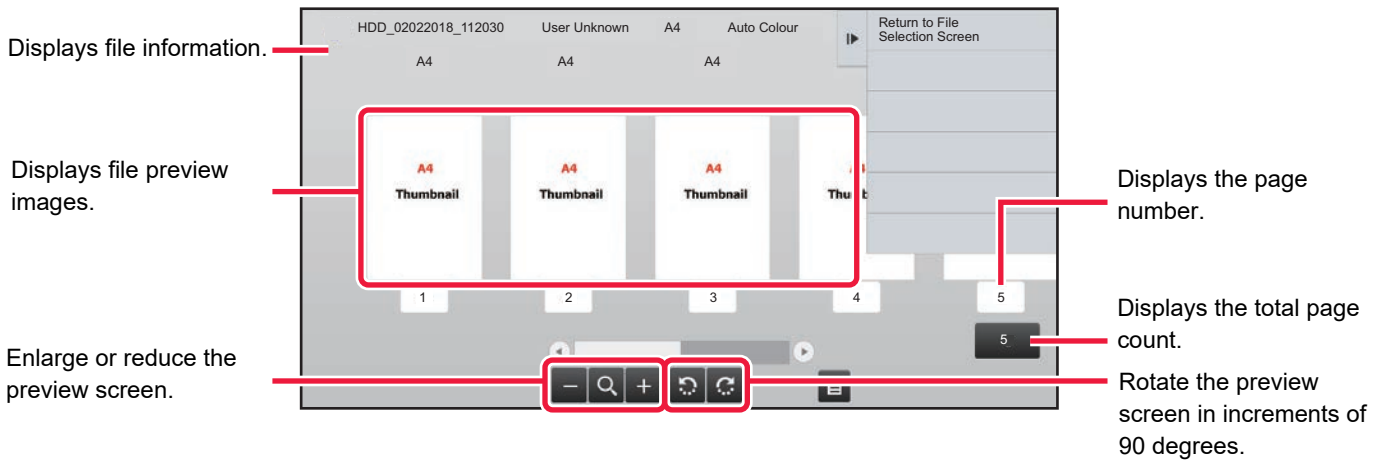 HDD_02022018_112030 User Unknown A4 Auto Colour
Return to File
Selection Screen
Displays file information.
A4 A4 A4
Displays file preview
images.
A4 A4 A4
Thumbnail Thumbnail Thumbnail
Displays the page
number.
1 2 3 4 5
Displays the total page
count.
5
Enlarge or reduce the
preview screen.
Rotate the preview
screen in increments of
90 degrees.